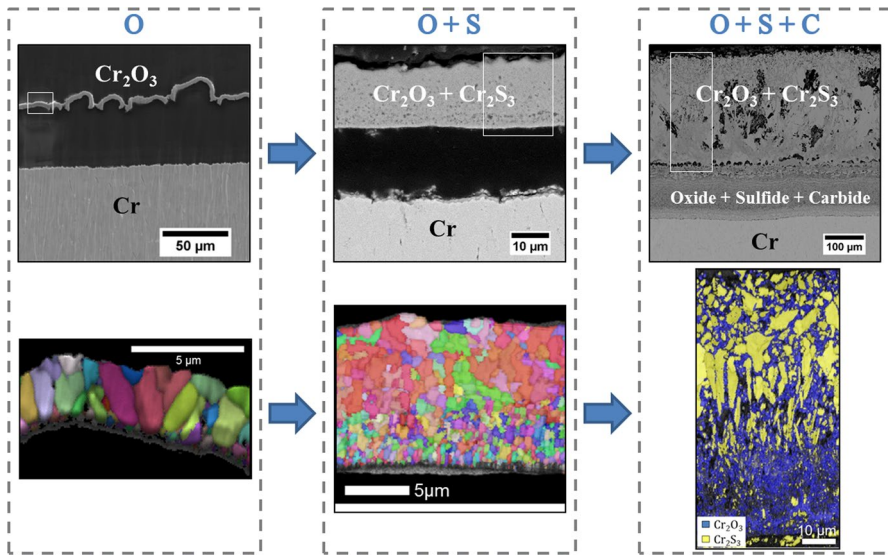 O
O + S
O + S + C
Cr₂O₃
Cr
50 µm
Cr₂O₃ + Cr₂S₃
Cr
10 µm
Cr₂O₃ + Cr₂S₃
Oxide + Sulfide + Carbide
Cr
100 µm
5 µm
5µm
Cr₂O₃
Cr₂S₃
10 µm